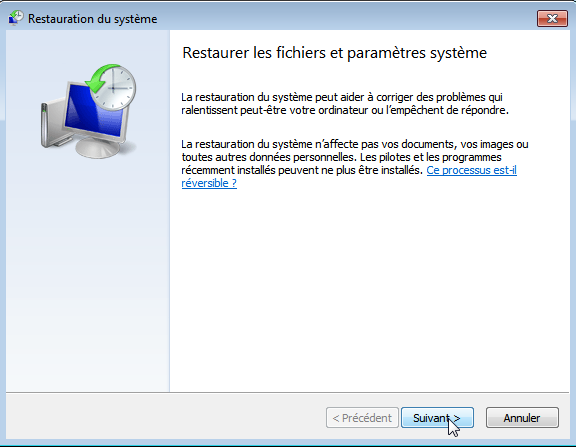 Restauration du système
Restaurer les fichiers et paramètres système
La restauration du système peut aider à corriger des problèmes qui
ralentissent peut-être votre ordinateur ou l'empêchent de répondre.
La restauration du système n'affecte pas vos documents, vos images ou
toutes autres données personnelles. Les pilotes et les programmes
récemment installés peuvent ne plus être installés. Ce processus est-il
réversible ?
< Précédent Suivant > Annuler